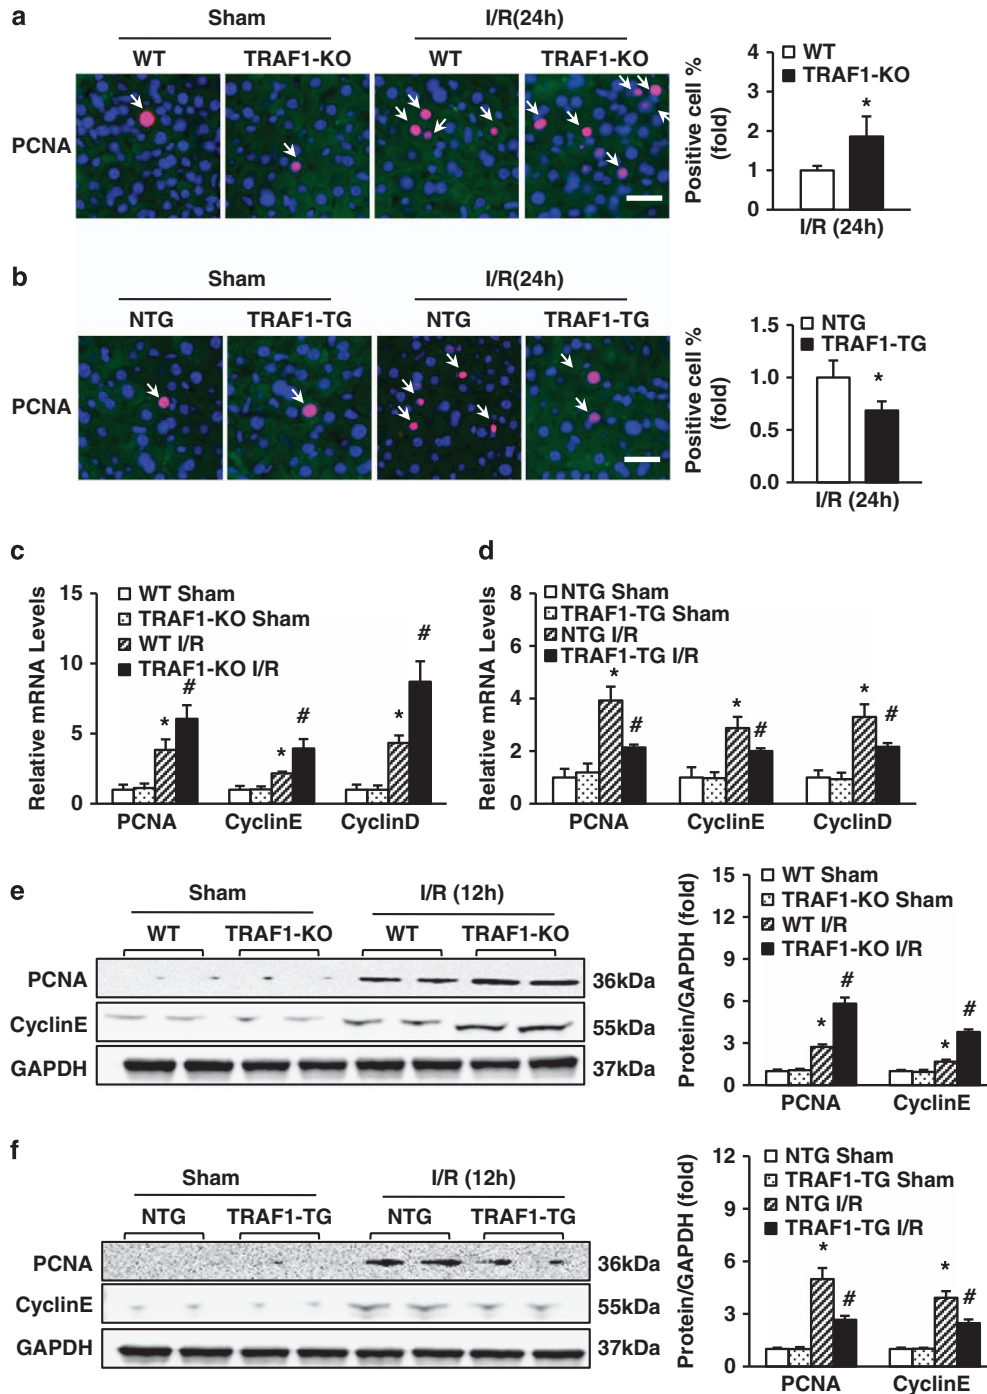 a
Sham
I/R(24h)
WT
TRAF1-KO
WT
TRAF1-KO
PCNA
Positive cell %
(fold)
4
3
2
1
0
WT
TRAF1-KO
*
I/R (24h)
b
Sham
I/R(24h)
NTG
TRAF1-TG
NTG
TRAF1-TG
PCNA
Positive cell %
(fold)
1.5
1.0
0.5
0.0
NTG
TRAF1-TG
*
I/R (24h)
c
Relative mRNA Levels
15
10
5
0
WT Sham
TRAF1-KO Sham
WT I/R
TRAF1-KO I/R
* # * # * #
PCNA
CyclinE
CyclinD
d
Relative mRNA Levels
8
6
4
2
0
NTG Sham
TRAF1-TG Sham
NTG I/R
TRAF1-TG I/R
* # * # * #
PCNA
CyclinE
CyclinD
e
Sham
I/R (12h)
WT
TRAF1-KO
WT
TRAF1-KO
PCNA
36kDa
CyclinE
55kDa
GAPDH
37kDa
Protein/GAPDH (fold)
15
12
9
6
3
0
WT Sham
TRAF1-KO Sham
WT I/R
TRAF1-KO I/R
* # * #
PCNA
CyclinE
f
Sham
I/R (12h)
NTG
TRAF1-TG
NTG
TRAF1-TG
PCNA
36kDa
CyclinE
55kDa
GAPDH
37kDa
Protein/GAPDH (fold)
12
9
6
3
0
NTG Sham
TRAF1-TG Sham
NTG I/R
TRAF1-TG I/R
* # * #
PCNA
CyclinE